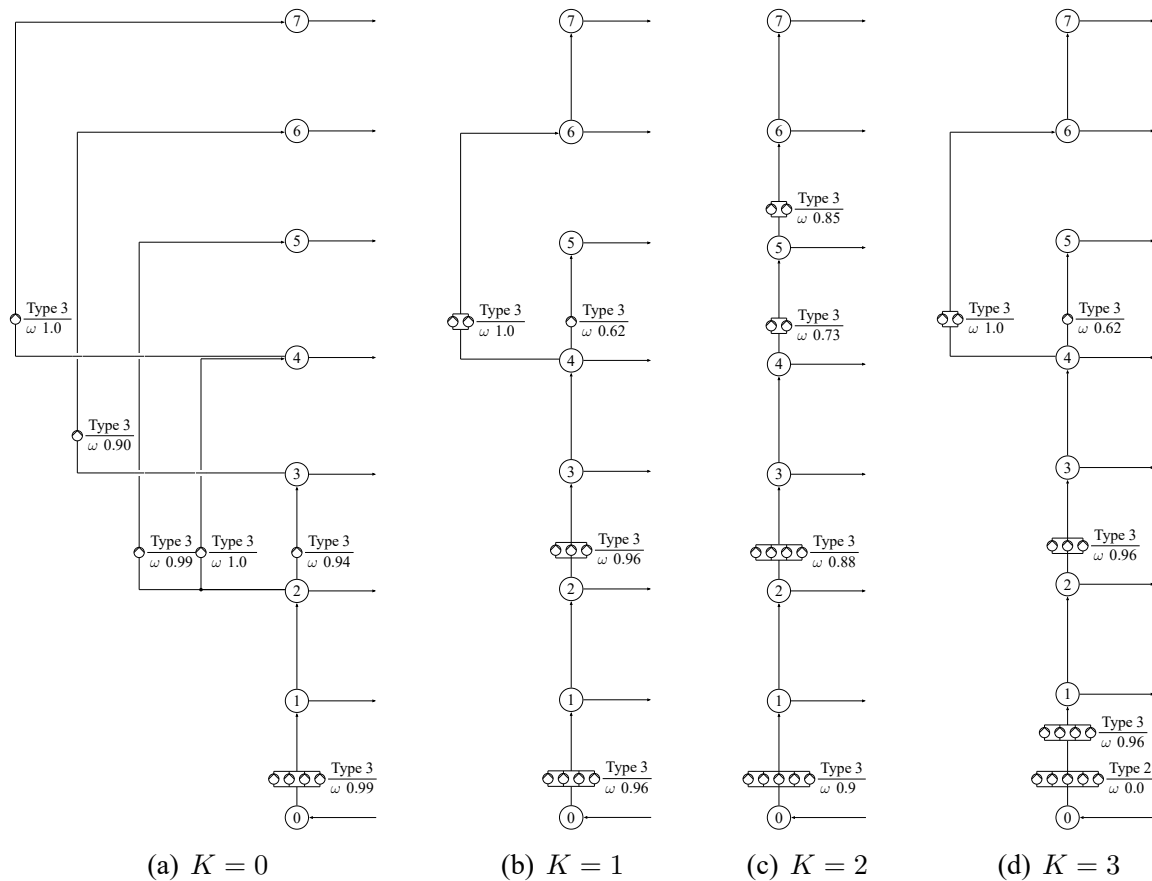 7
6
5
Type 3
ω 1.0
4
Type 3
ω 0.90
3
Type 3
ω 0.99
Type 3
ω 1.0
Type 3
ω 0.94
2
1
Type 3
ω 0.99
0
(a) K = 0
7
6
5
Type 3
ω 1.0
Type 3
ω 0.62
4
3
Type 3
ω 0.96
2
1
Type 3
ω 0.96
0
(b) K = 1
7
6
Type 3
ω 0.85
5
Type 3
ω 0.73
4
3
Type 3
ω 0.88
2
1
Type 3
ω 0.9
0
(c) K = 2
7
6
5
Type 3
ω 1.0
Type 3
ω 0.62
4
3
Type 3
ω 0.96
2
1
Type 3
ω 0.96
Type 2
ω 0.0
0
(d) K = 3